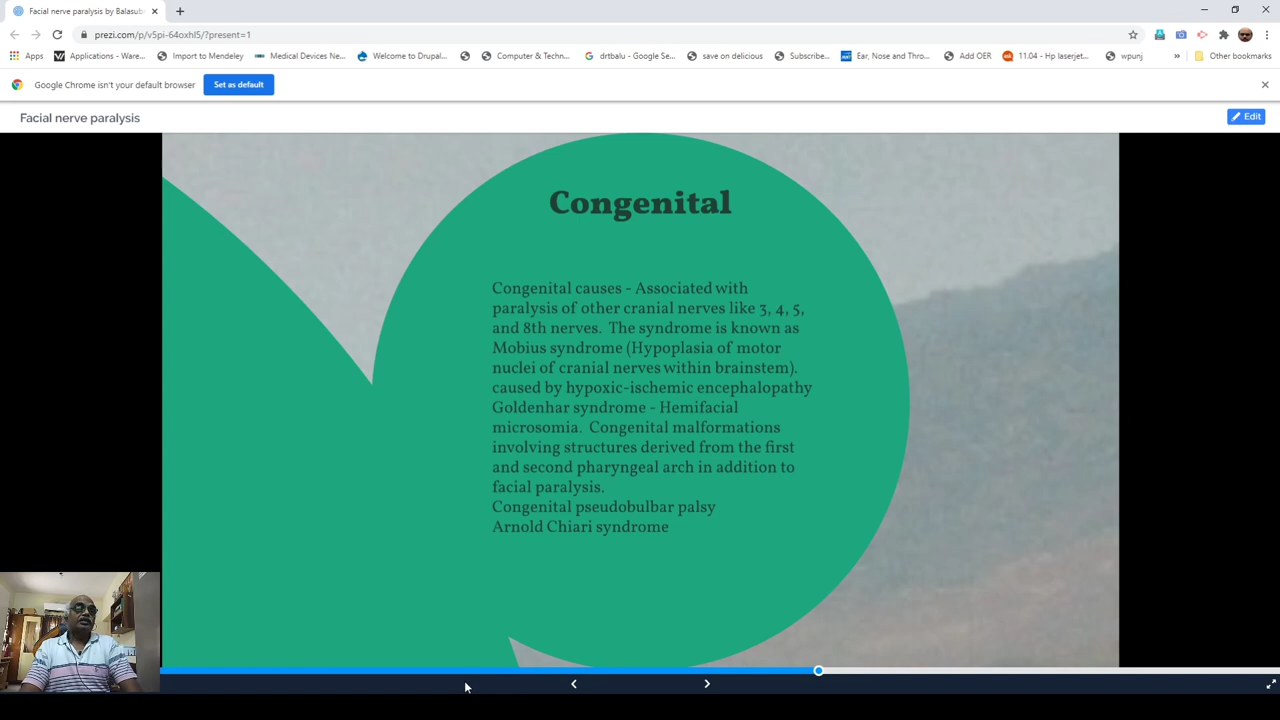 Facial nerve paralysis by Balasub
prezi.com/p/v5pi-64oxhl5/?present=1
Apps
Applications - Ware...
Import to Mendeley
Medical Devices Ne...
Welcome to Drupal...
Computer & Techn...
drtbalu - Google Se...
save on delicious
Subscribe...
Ear, Nose and Thro...
Add OER
11.04 - Hp laserjet...
wpunj
»
Other bookmarks
Google Chrome isn't your default browser
Set as default
Facial nerve paralysis
Edit
Congenital
Congenital causes - Associated with
paralysis of other cranial nerves like 3, 4, 5,
and 8th nerves. The syndrome is known as
Mobius syndrome (Hypoplasia of motor
nuclei of cranial nerves within brainstem).
caused by hypoxic-ischemic encephalopathy
Goldenhar syndrome - Hemifacial
microsomia. Congenital malformations
involving structures derived from the first
and second pharyngeal arch in addition to
facial paralysis.
Congenital pseudobulbar palsy
Arnold Chiari syndrome